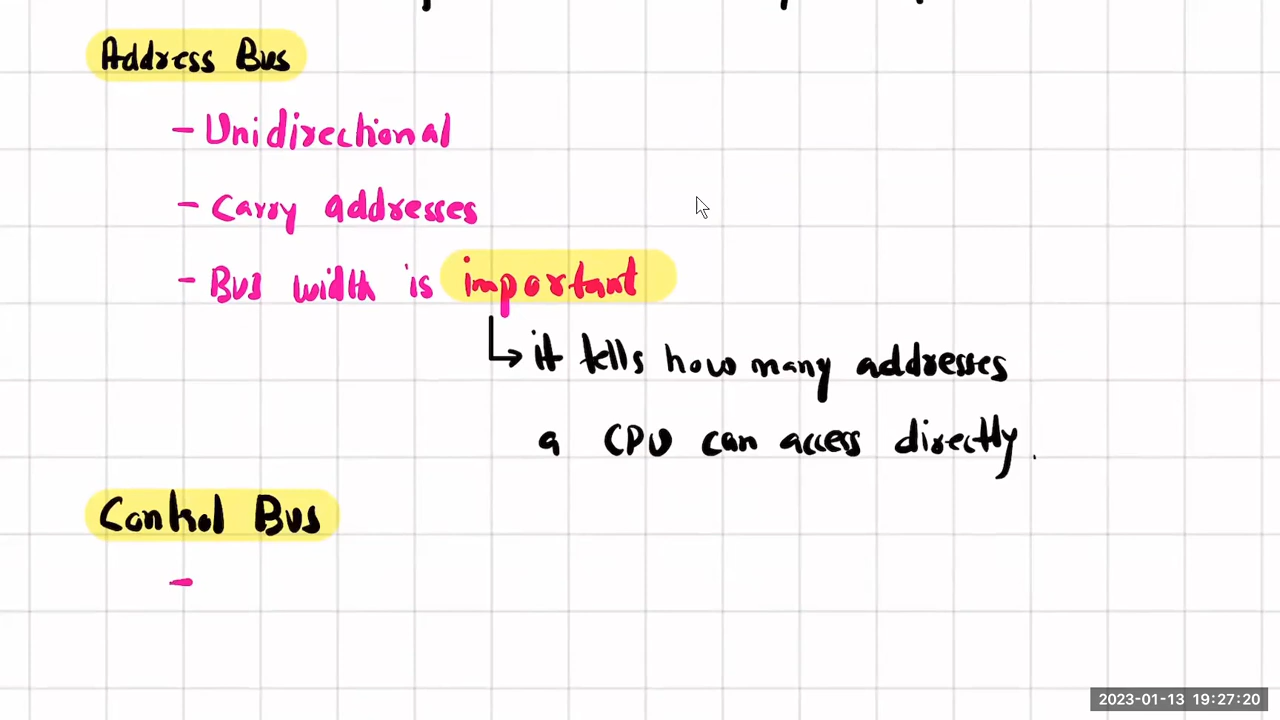 Address Bus
- Unidirectional
- Carry addresses
- Bus width is important
it tells how many addresses
a CPU can access directly.
Control Bus
-
2023-01-13 19:27:20